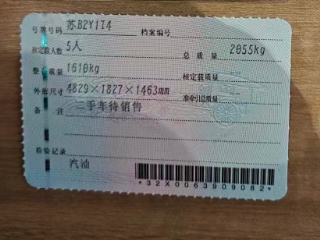 号牌号码 苏B2Y1T4 档案编号
核定载人数 5人 总质量 2055kg
整备质量 1610kg 核定载质量
外廓尺寸 4829×1827×1463mm 准牵引总质量
备注 二手车待销售
检验记录
汽油
*32X0063909082*